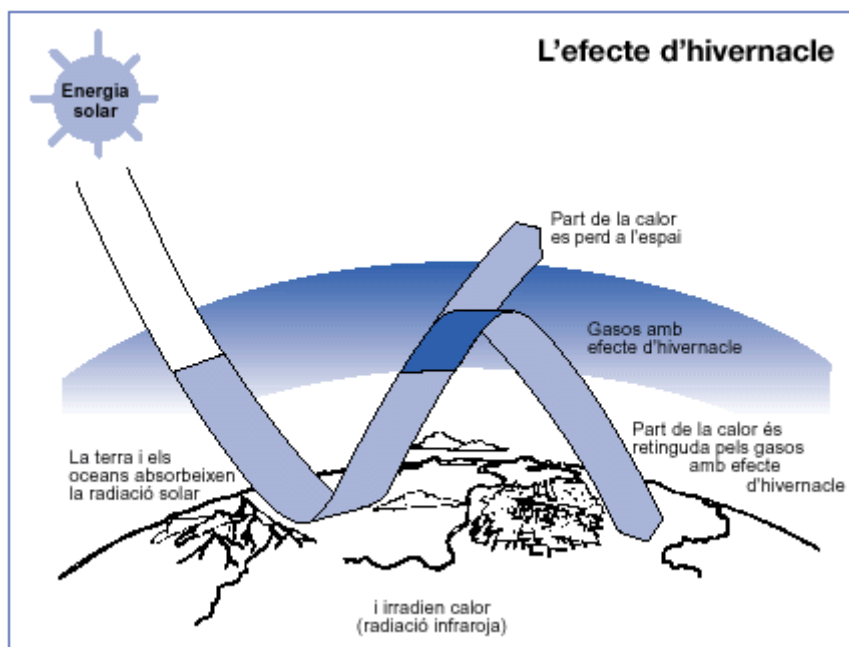 L'efecte d'hivernacle
Energia
solar
Part de la calor
es perd a l'espai
Gasos amb
efecte d'hivernacle
La terra i els
oceans absorbeixen
la radiació solar
Part de la calor és
retinguda pels gasos
amb efecte
d'hivernacle
i irradien calor
(radiació infraroja)